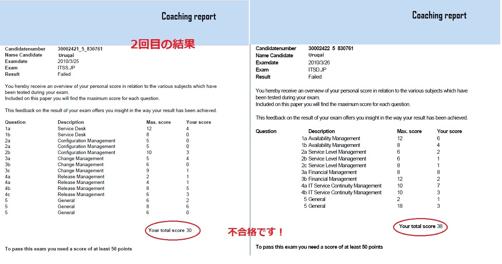 Coaching report
2回目の結果
Candidatenumber 30002421_5_830761
Name Candidate Uruqal
Examdate 2010/3/25
Exam ITSS.JP
Result Failed
You hereby receive an overview of your personal score in relation to the various subjects which have
been tested during your exam.
Included on this paper you will find the maximum score for each question.
This feedback on the result of your exam offers you insight in the way your result has been achieved.
Question Description Max. score Your score
1a Service Desk 12 4
1b Service Desk 8 0
2a Configuration Management 5 0
2a Configuration Management 5 0
2b Configuration Management 10 3
3a Change Management 5 4
3b Change Management 6 0
3c Change Management 9 1
4a Release Management 2 1
4a Release Management 4 1
4b Release Management 8 5
4c Release Management 6 3
5 General 6 2
5 General 8 6
5 General 6 0
Your total score 30
To pass this exam you need a score of at least 50 points
不合格です！
Coaching report
Candidatenumber 30002422_5_830761
Name Candidate Uruqal
Examdate 2010/3/26
Exam ITSD.JP
Result Failed
You hereby receive an overview of your personal score in relation to the various subjects which have
been tested during your exam.
Included on this paper you will find the maximum score for each question.
This feedback on the result of your exam offers you insight in the way your result has been achieved.
Question Description Max. score Your score
1a Availability Management 12 6
1b Availability Management 8 4
2a Service Level Management 6 2
2b Service Level Management 6 1
2c Service Level Management 8 1
3a Financial Management 8 8
3b Financial Management 12 2
4a IT Service Continuity Management 10 7
4b IT Service Continuity Management 10 3
5 General 2 1
5 General 18 3
Your total score 38
To pass this exam you need a score of at least 50 points